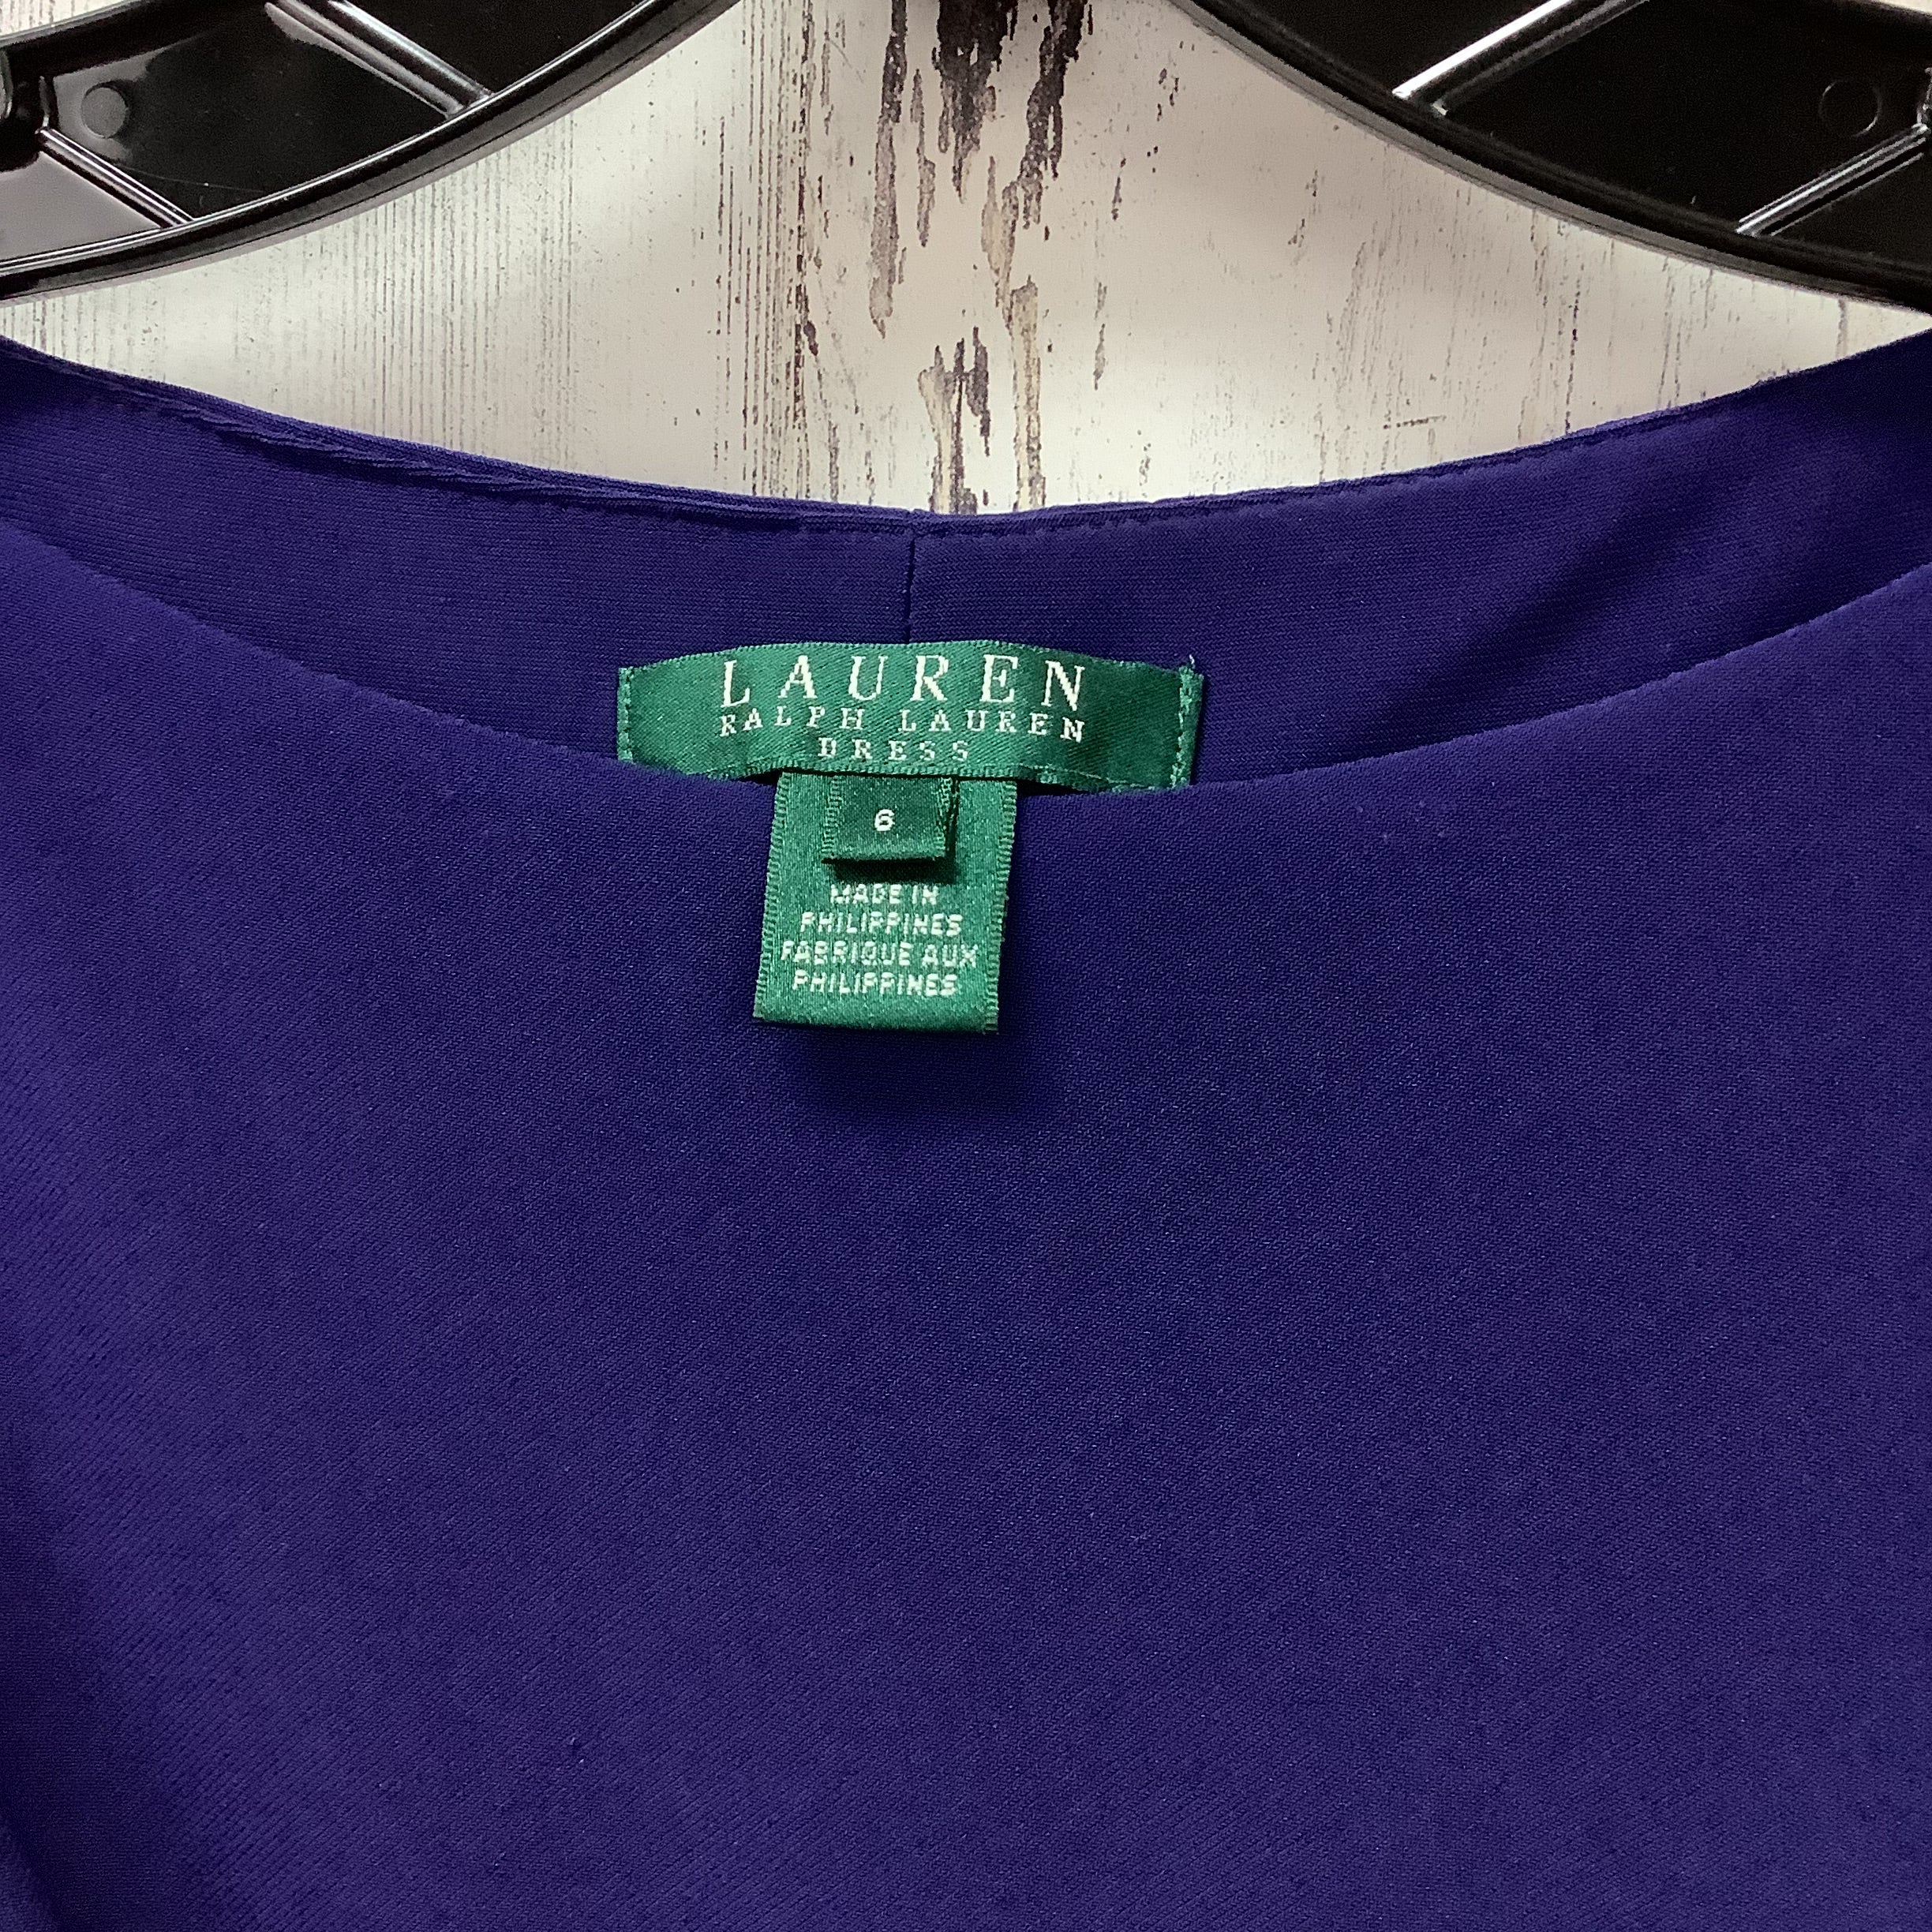 LAUREN
RALPH LAUREN
DRESS
6
MADE IN
PHILIPPINES
FABRIQUE AUX
PHILIPPINES